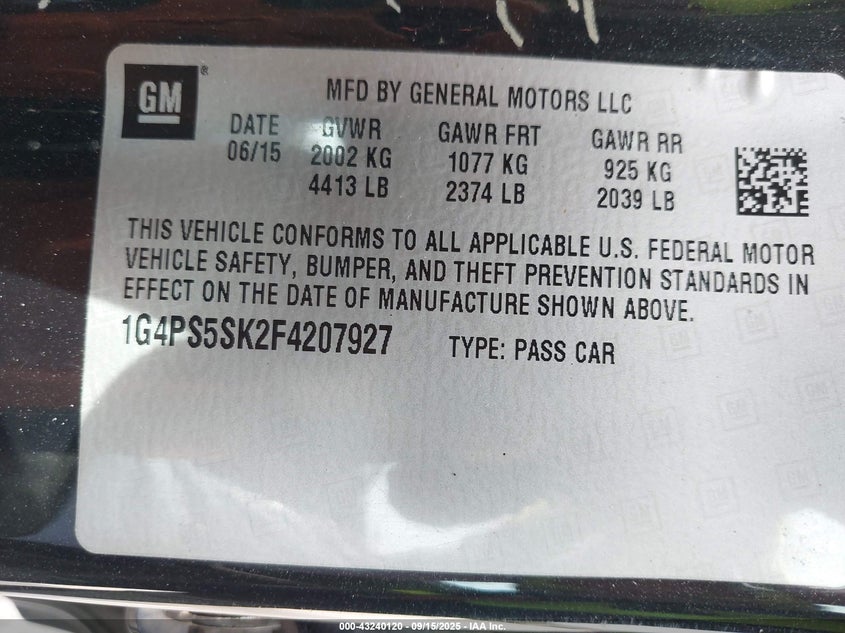 GM®
MFD BY GENERAL MOTORS LLC
DATE GVWR GAWR FRT GAWR RR
06/15 2002 KG 1077 KG 925 KG
4413 LB 2374 LB 2039 LB
THIS VEHICLE CONFORMS TO ALL APPLICABLE U.S. FEDERAL MOTOR
VEHICLE SAFETY, BUMPER, AND THEFT PREVENTION STANDARDS IN
EFFECT ON THE DATE OF MANUFACTURE SHOWN ABOVE.
1G4PS5SK2F4207927 TYPE: PASS CAR
000-43240120 - 09/15/2025 - IAA Inc.